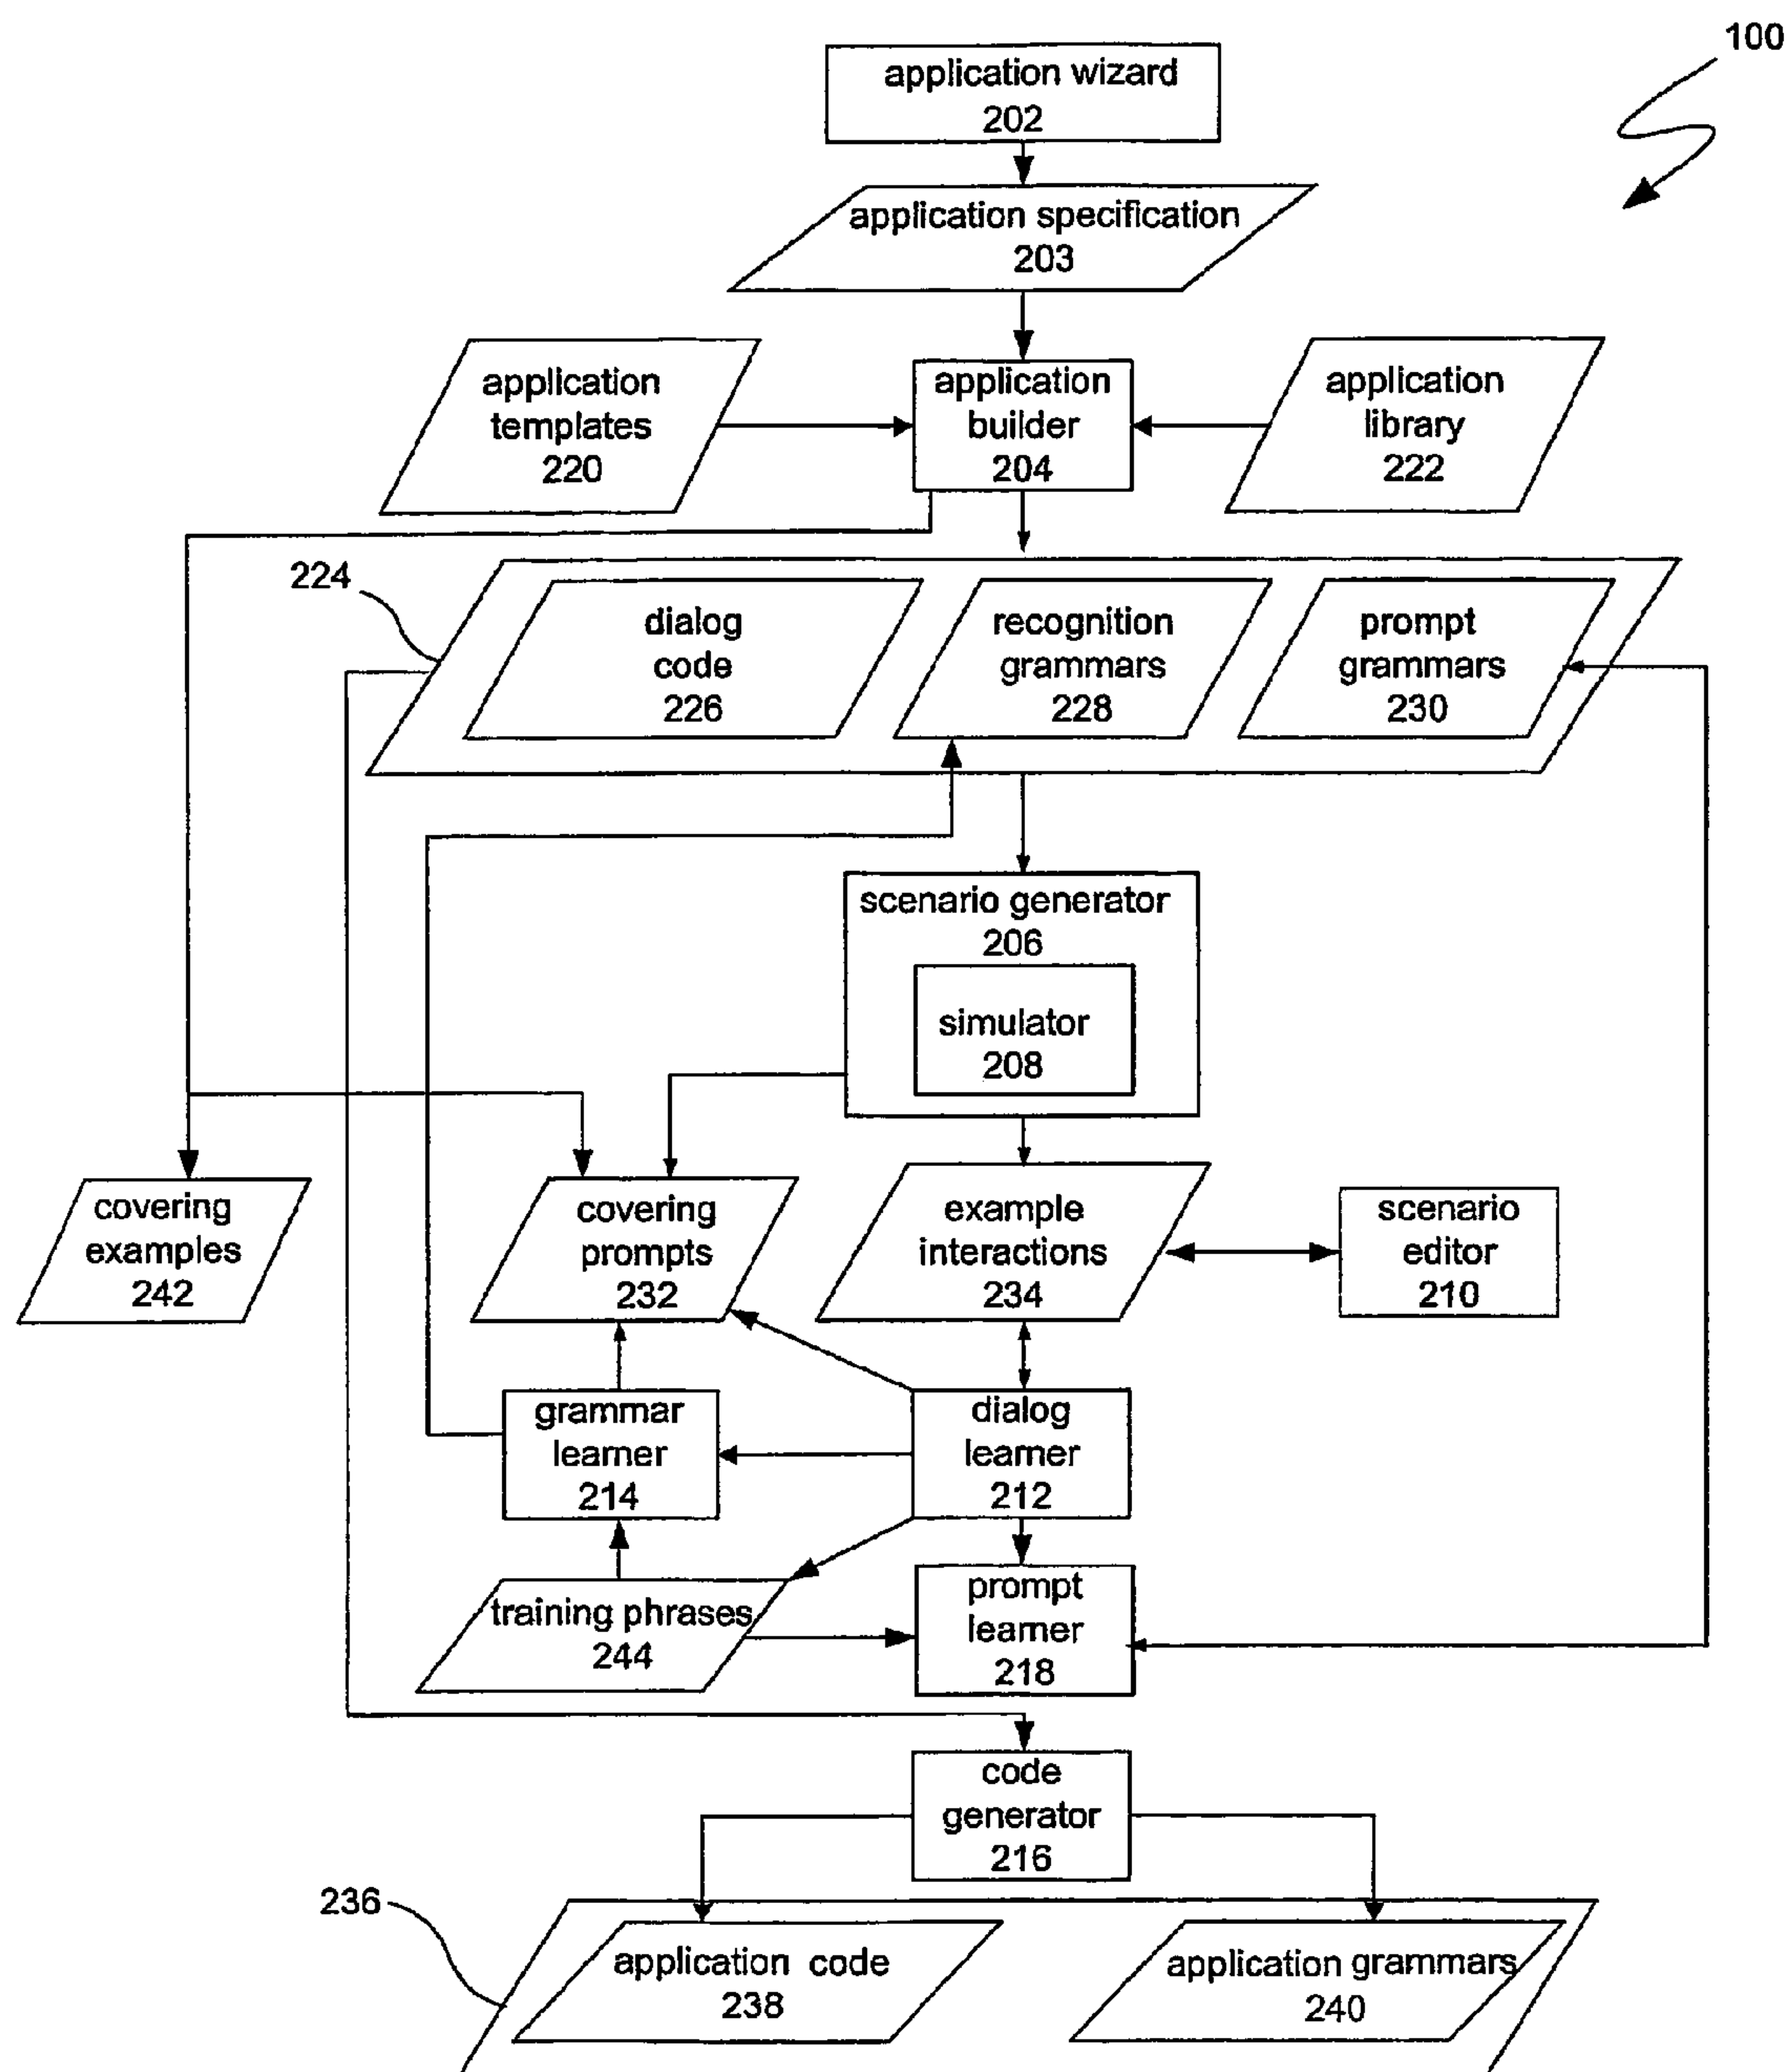 100
application wizard
202
application specification
203
application
templates
220
application
builder
204
application
library
222
224
dialog
code
226
recognition
grammars
228
prompt
grammars
230
scenario generator
206
simulator
208
covering
examples
242
covering
prompts
232
example
interactions
234
scenario
editor
210
grammar
learner
214
dialog
learner
212
training phrases
244
prompt
learner
218
code
generator
216
236
application code
238
application grammars
240